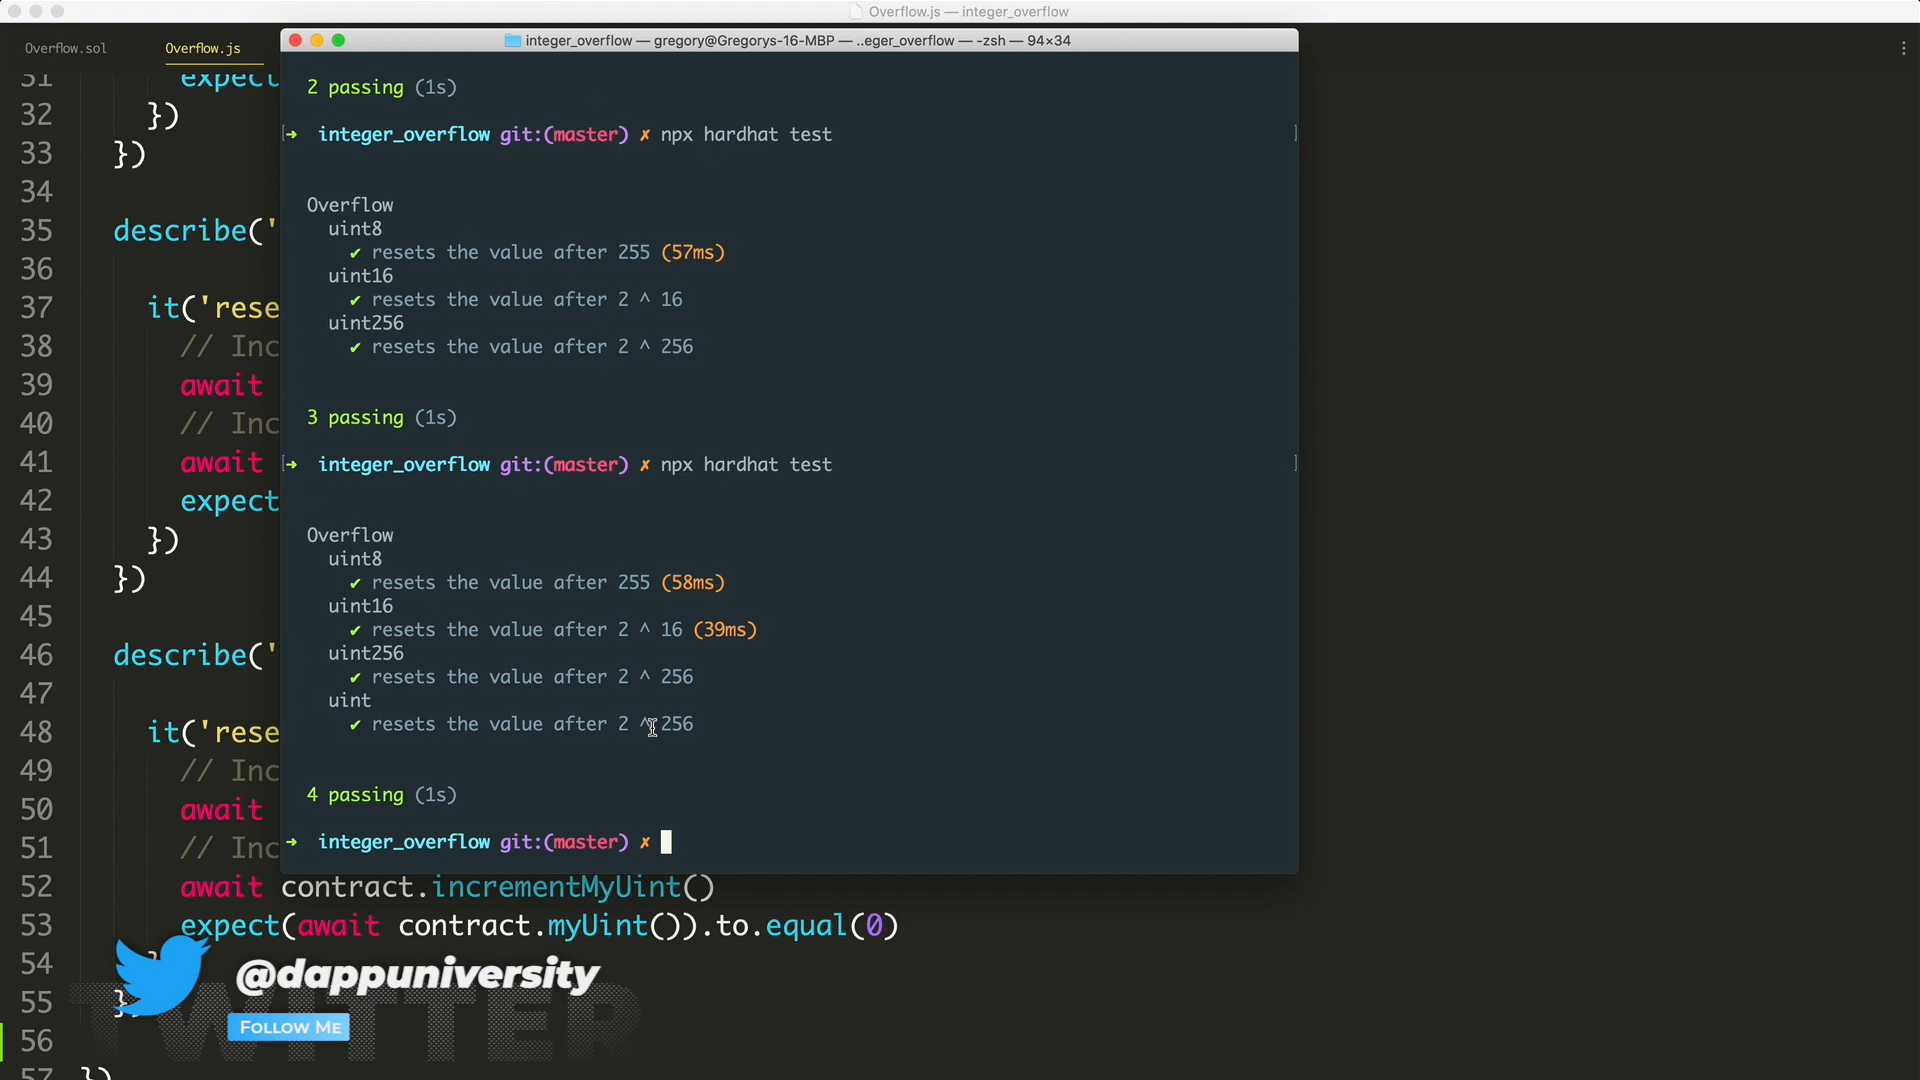 Overflow.js — integer_overflow
Overflow.sol
Overflow.js
integer_overflow — gregory@Gregorys-16-MBP — ..eger_overflow — -zsh — 94×34
2 passing (1s)
[➜ integer_overflow git:(master) ✗ npx hardhat test ]
Overflow
uint8
✔ resets the value after 255 (57ms)
uint16
✔ resets the value after 2 ^ 16
uint256
✔ resets the value after 2 ^ 256
3 passing (1s)
[➜ integer_overflow git:(master) ✗ npx hardhat test ]
Overflow
uint8
✔ resets the value after 255 (58ms)
uint16
✔ resets the value after 2 ^ 16 (39ms)
uint256
✔ resets the value after 2 ^ 256
uint
✔ resets the value after 2 ^ 256
4 passing (1s)
➜ integer_overflow git:(master) ✗
31 expect
32 })
33 })
34
35 describe('
36
37 it('rese
38 // Inc
39 await
40 // Inc
41 await
42 expect
43 })
44 })
45
46 describe('
47
48 it('rese
49 // Inc
50 await
51 // Inc
52 await contract.incrementMyUint()
53 expect(await contract.myUint()).to.equal(0)
54
55 })
56
57 })
@dappuniversity
FOLLOW ME
TWITTER